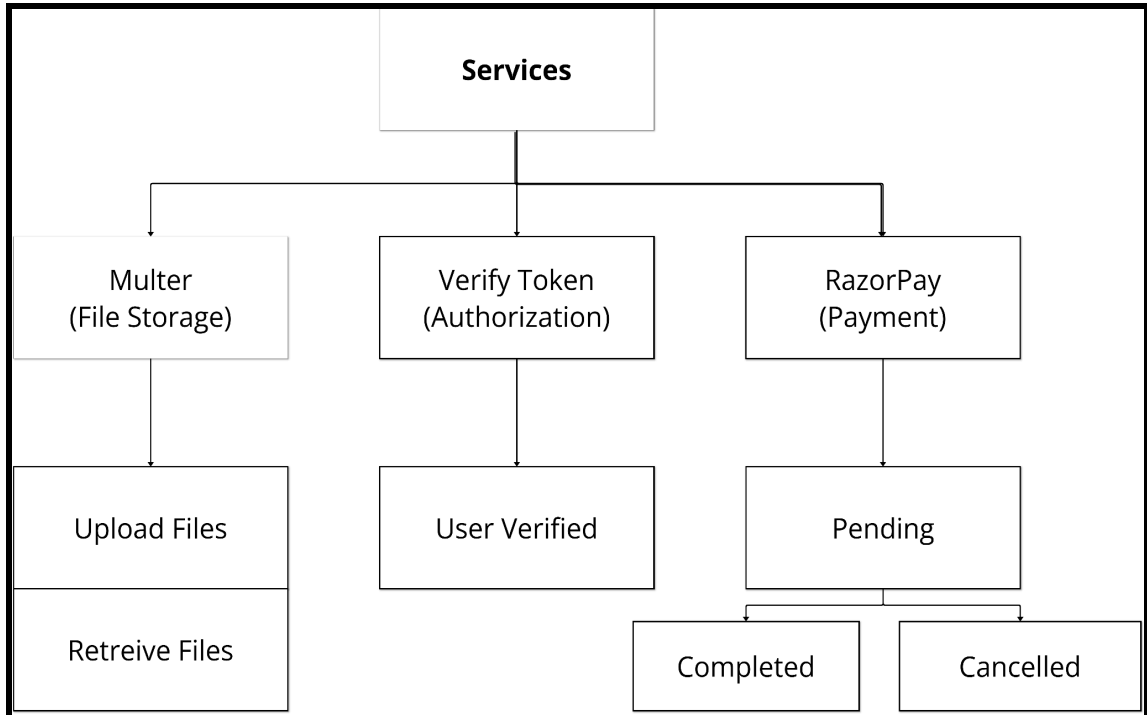 Services
Multer
(File Storage)
Verify Token
(Authorization)
RazorPay
(Payment)
Upload Files
User Verified
Pending
Retreive Files
Completed
Cancelled